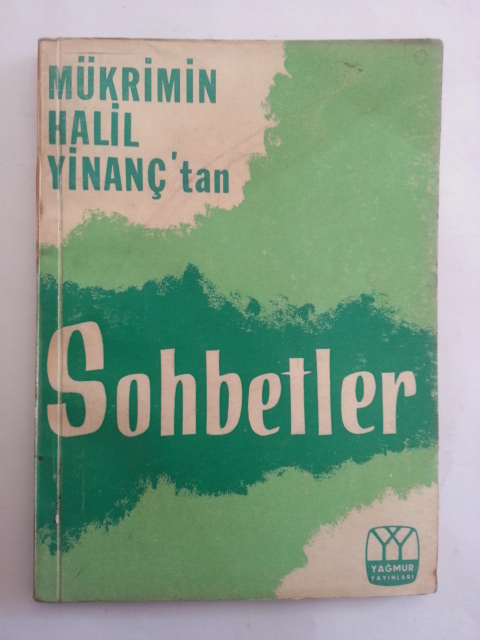 MÜKRİMİN
HALİL
YİNANÇ'tan
Sohbetler
YAĞMUR
YAYINLARI